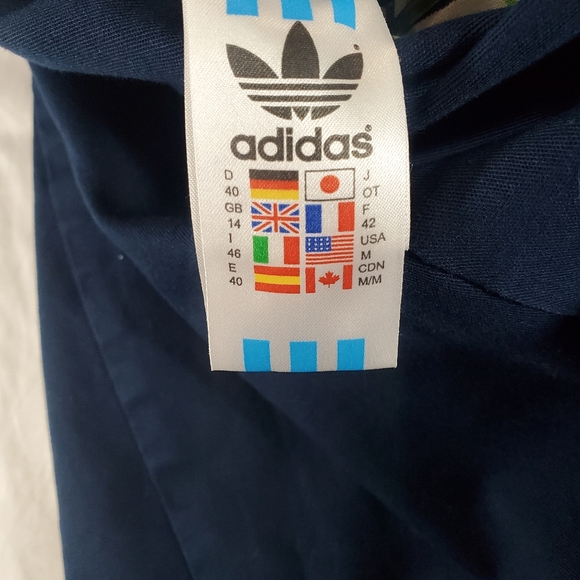 adidas
D J
40 OT
GB F
14 42
I USA
46 M
E CDN
40 M/M